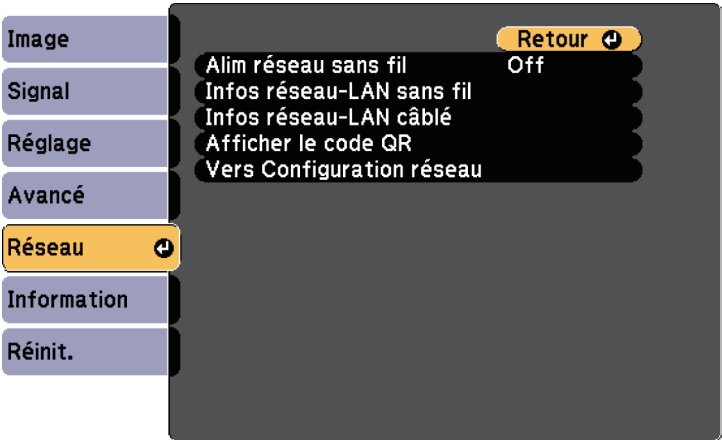 Image
Signal
Réglage
Avancé
Réseau
Information
Réinit.
Retour
Alim réseau sans fil Off
Infos réseau-LAN sans fil
Infos réseau-LAN câblé
Afficher le code QR
Vers Configuration réseau